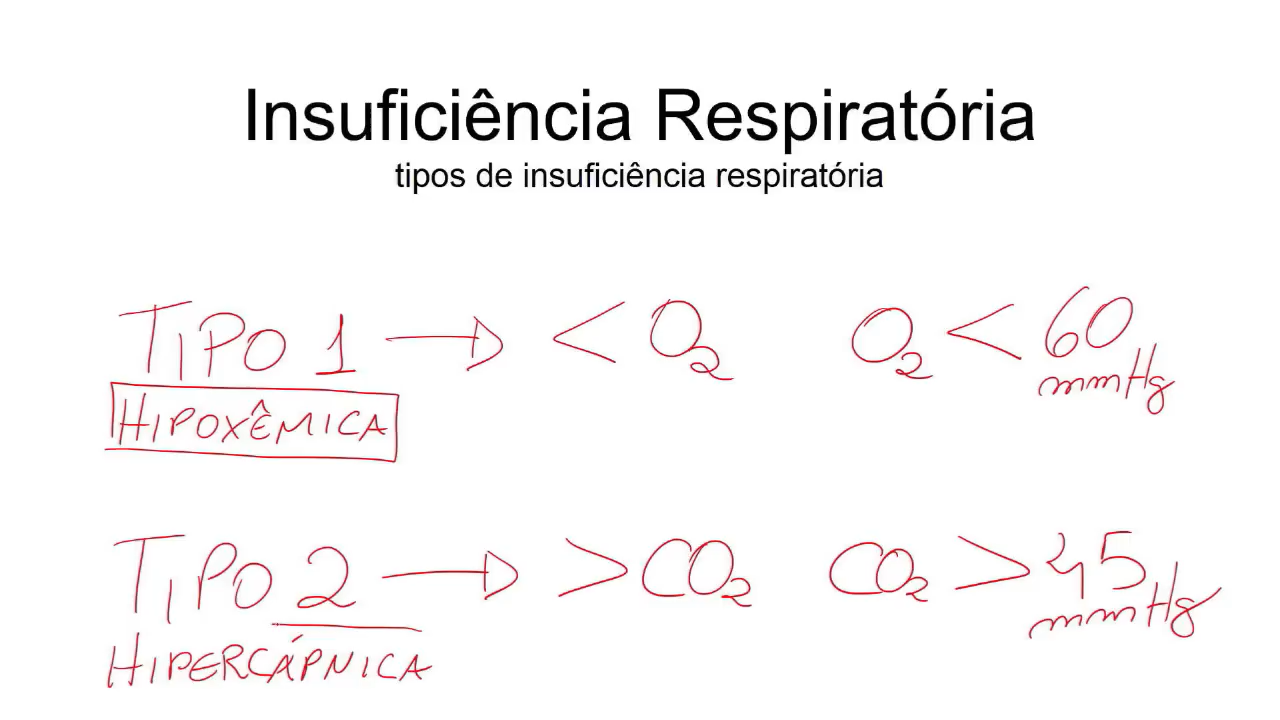 Insuficiência Respiratória
tipos de insuficiência respiratória
TIPO 1 → < O₂ O₂ < 60 mmHg
HIPOXÊMICA
TIPO 2 → > CO₂ CO₂ > 45 mmHg
HIPERCÁPNICA